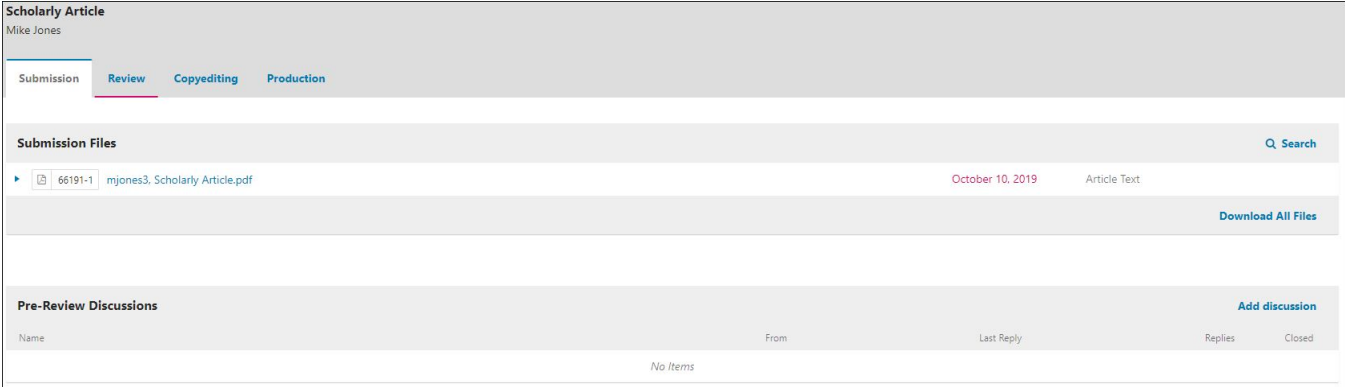 Scholarly Article
Mike Jones
Submission Review Copyediting Production
Submission Files Search
66191-1 mjones3, Scholarly Article.pdf October 10, 2019 Article Text
Download All Files
Pre-Review Discussions Add discussion
Name From Last Reply Replies Closed
No Items